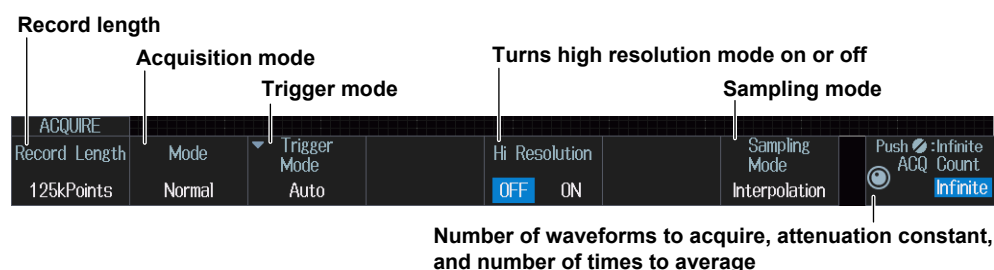 Record length
Acquisition mode
Turns high resolution mode on or off
Trigger mode
Sampling mode
ACQUIRE
Record Length
125kPoints
Mode
Normal
Trigger
Mode
Auto
Hi Resolution
OFF ON
Sampling
Mode
Interpolation
Push :Infinite
ACQ Count
Infinite
Number of waveforms to acquire, attenuation constant,
and number of times to average